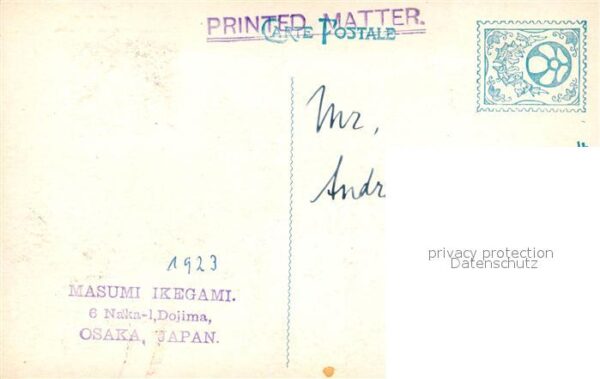 PRINTED MATTER.
CARTE POSTALE
Mr,
Andr
privacy protection
Datenschutz
1923
MASUMI IKEGAMI.
6 Naka-1,Dojima,
OSAKA, JAPAN.